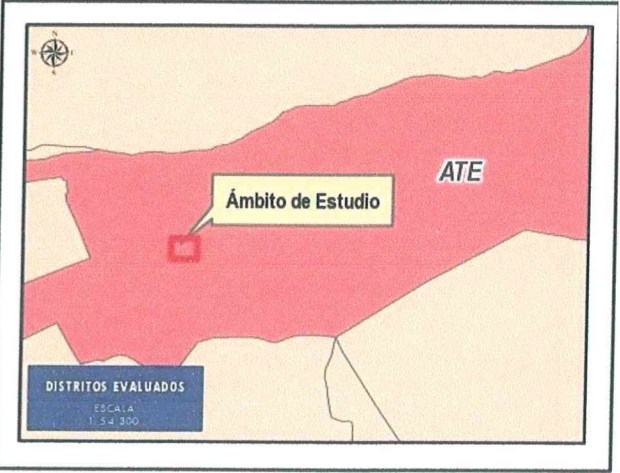 N
ATE
Ámbito de Estudio
DISTRITOS EVALUADOS
ESCALA
1: 54 300